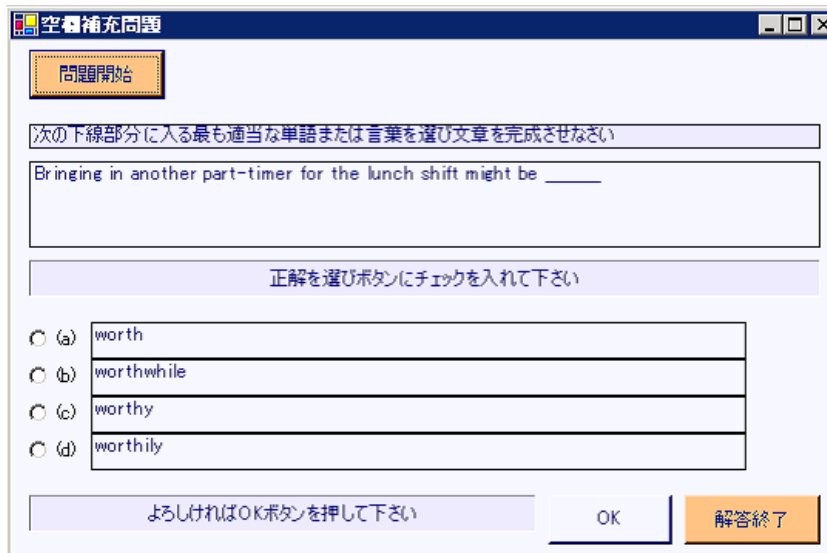 空欄補充問題
問題開始
次の下線部分に入る最も適当な単語または言葉を選び文章を完成させなさい
Bringing in another part-timer for the lunch shift might be ______
正解を選びボタンにチェックを入れて下さい
(a) worth
(b) worthwhile
(c) worthy
(d) worthily
よろしければOKボタンを押して下さい
OK
解答終了